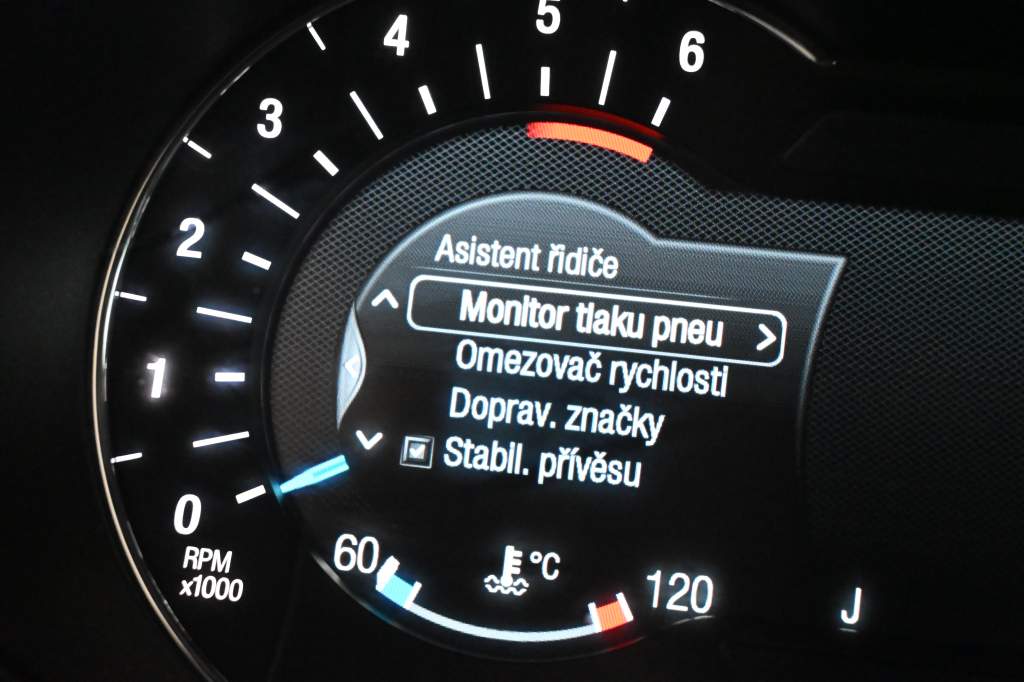 5
4
6
3
2
1
0
RPM
x1000
Asistent řidiče
Monitor tlaku pneu
Omezovač rychlosti
Doprav. značky
Stabil. přívěsu
60
°C
120
J